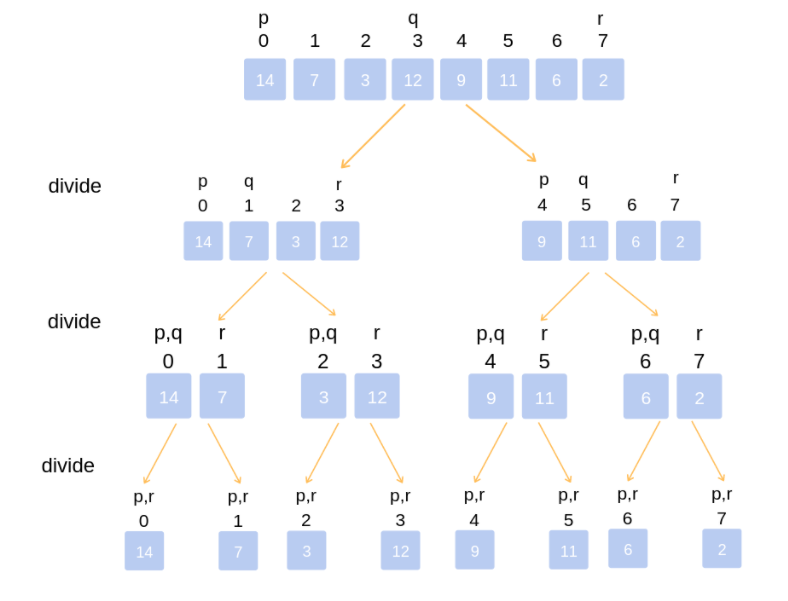 p q r
0 1 2 3 4 5 6 7
14 7 3 12 9 11 6 2
divide
p q r p q r
0 1 2 3 4 5 6 7
14 7 3 12 9 11 6 2
divide
p,q r p,q r p,q r p,q r
0 1 2 3 4 5 6 7
14 7 3 12 9 11 6 2
divide
p,r p,r p,r p,r p,r p,r p,r p,r
0 1 2 3 4 5 6 7
14 7 3 12 9 11 6 2